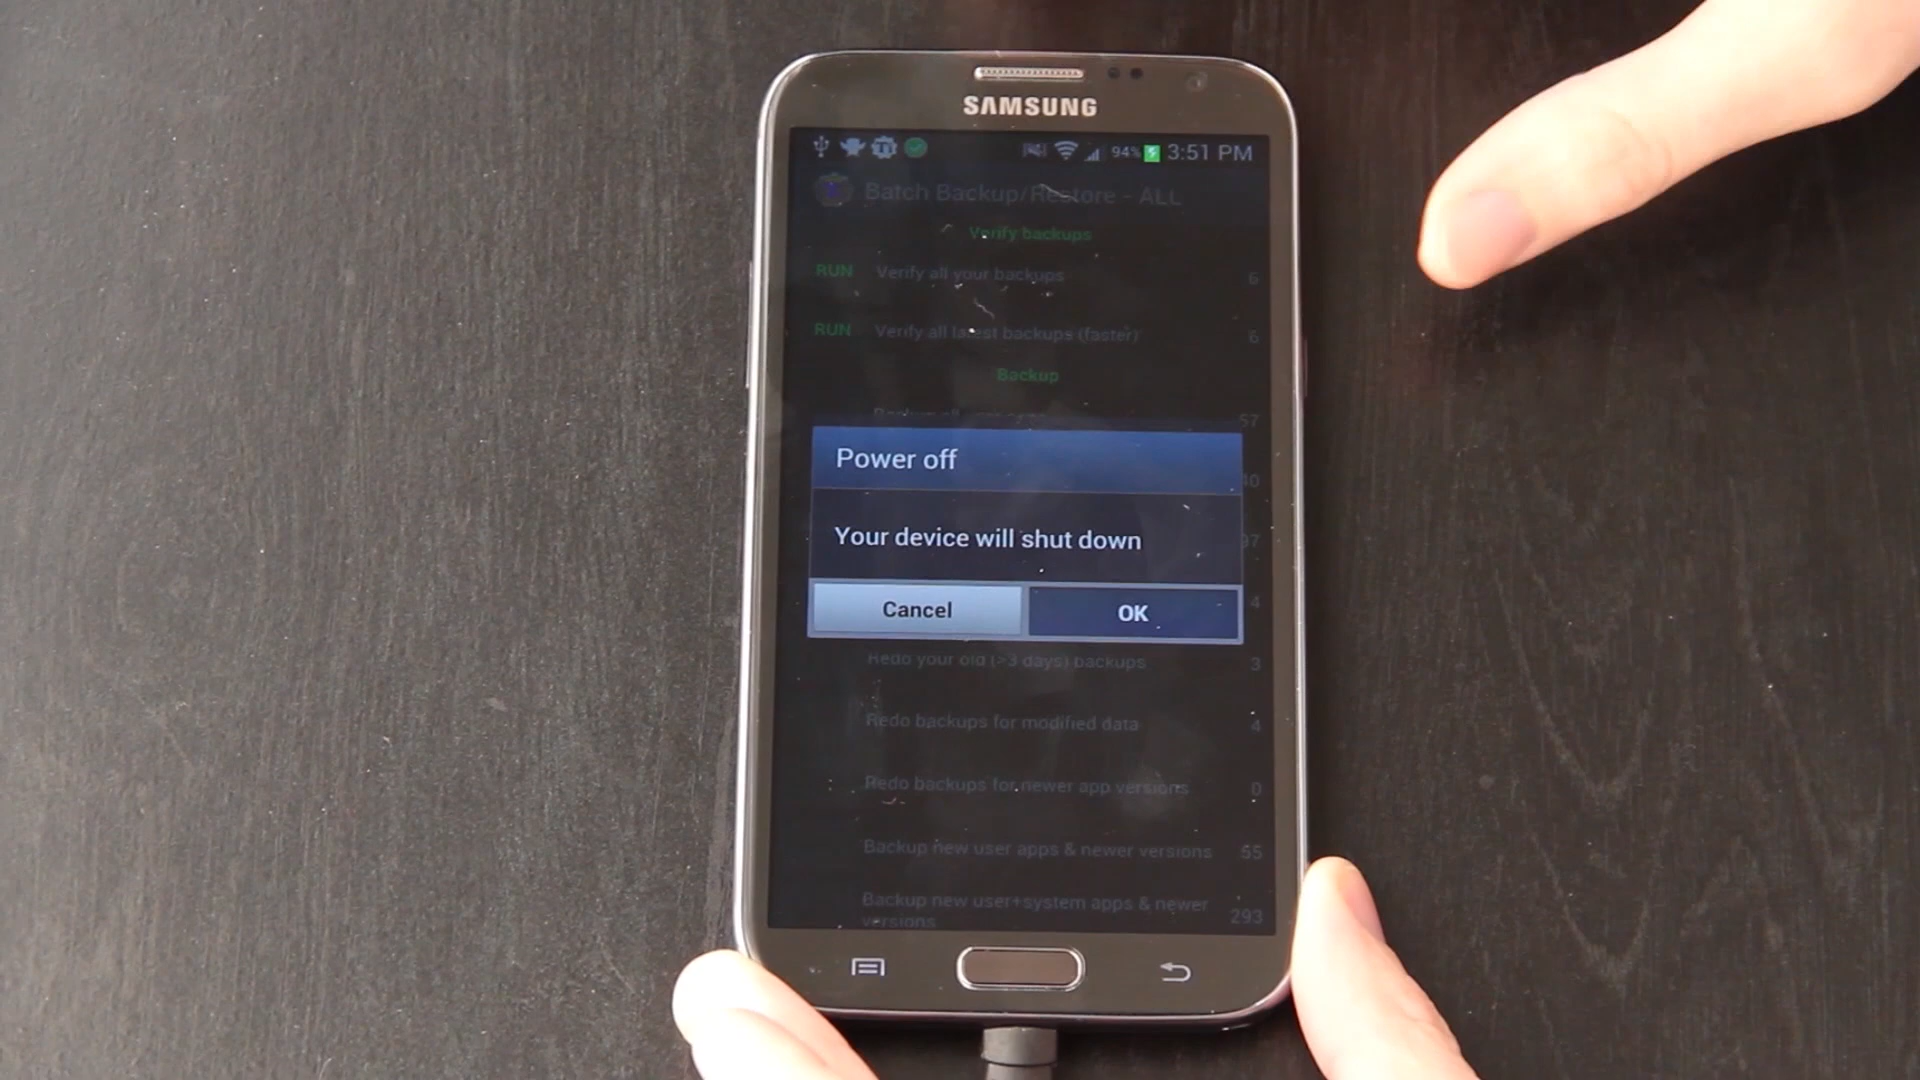 SAMSUNG
94% 3:51 PM
Batch Backup/Restore - ALL
Verify backups
RUN Verify all your backups 6
RUN Verify all latest backups (faster) 6
Backup
57
Power off
Your device will shut down
Cancel OK
4
Redo your old (>3 days) backups 3
Redo backups for modified data 4
Redo backups for newer app versions 0
Backup new user apps & newer versions 55
Backup new user+system apps & newer
versions 293